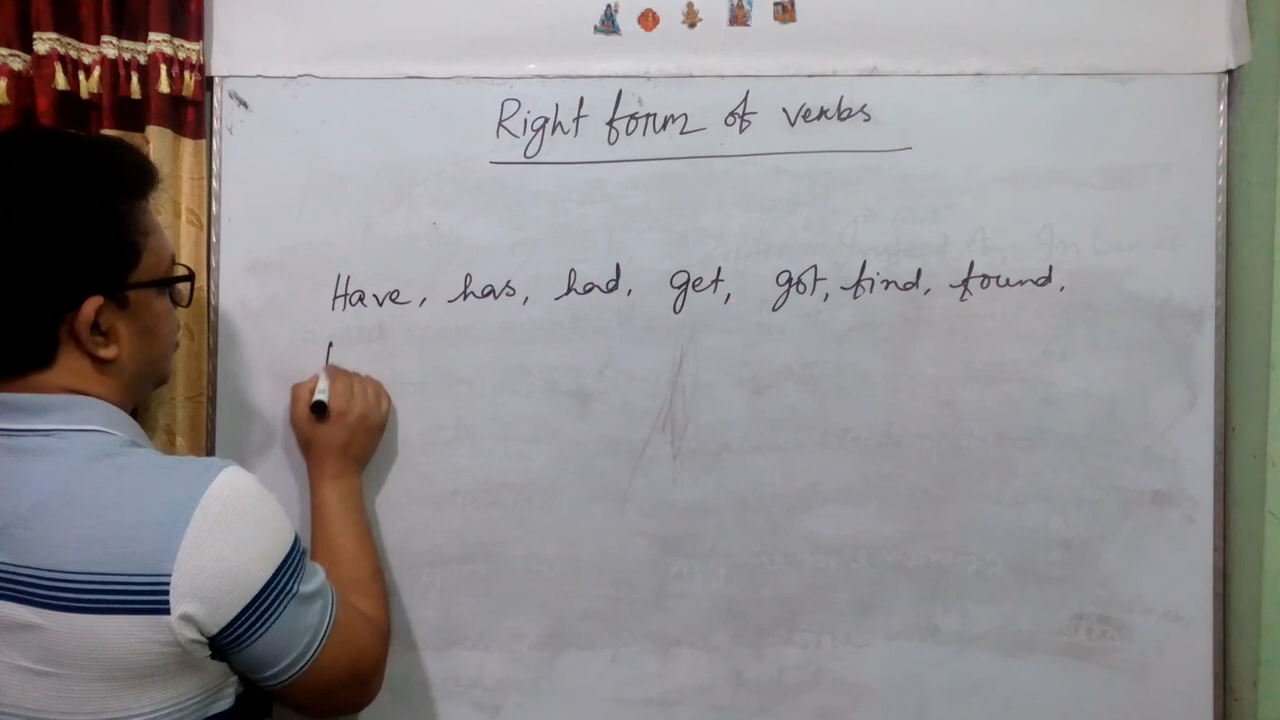 Right form of verbs
Have, has, had, get, got, find, found,